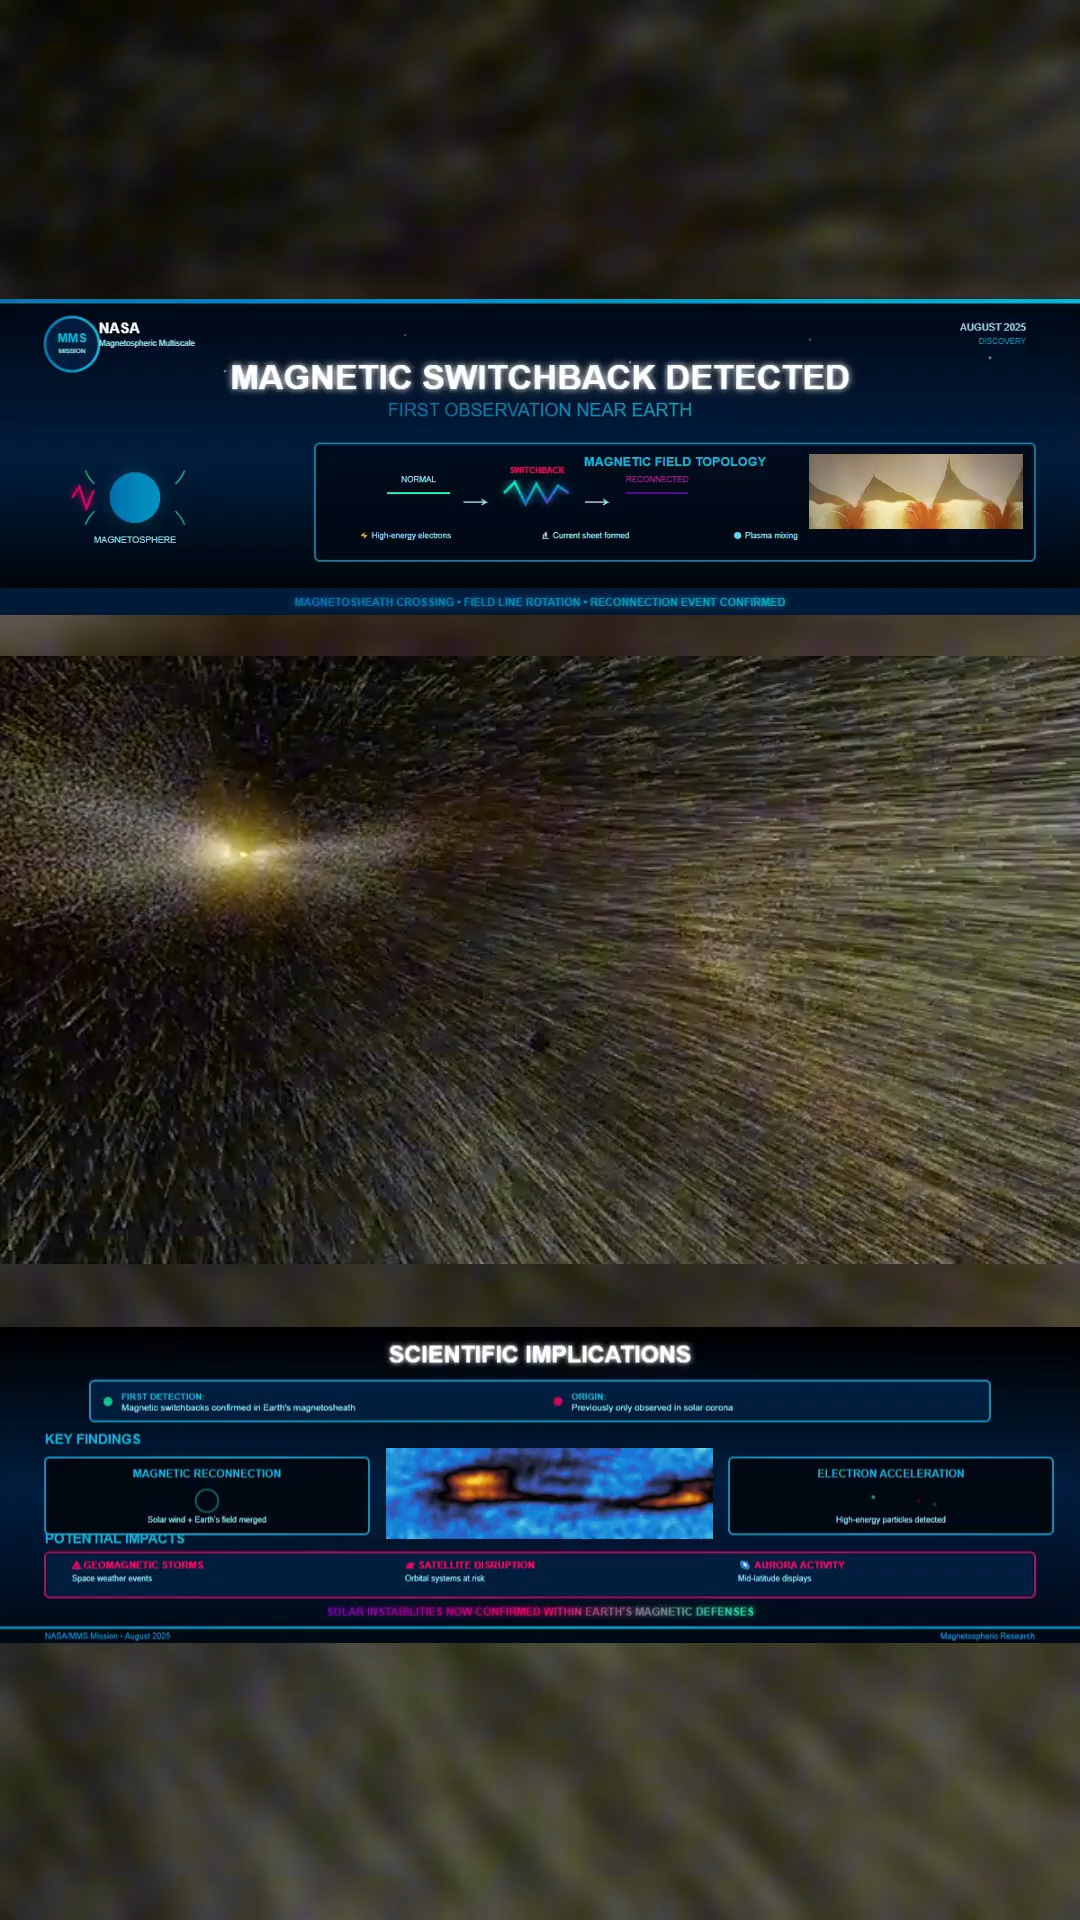 MMS
MISSION
NASA
Magnetospheric Multiscale
AUGUST 2025
DISCOVERY
MAGNETIC SWITCHBACK DETECTED
FIRST OBSERVATION NEAR EARTH
MAGNETOSPHERE
MAGNETIC FIELD TOPOLOGY
NORMAL
SWITCHBACK
RECONNECTED
High-energy electrons
Current sheet formed
Plasma mixing
MAGNETOSHEATH CROSSING • FIELD LINE ROTATION • RECONNECTION EVENT CONFIRMED
SCIENTIFIC IMPLICATIONS
FIRST DETECTION:
Magnetic switchbacks confirmed in Earth's magnetosheath
ORIGIN:
Previously only observed in solar corona
KEY FINDINGS
MAGNETIC RECONNECTION
Solar wind + Earth's field merged
ELECTRON ACCELERATION
High-energy particles detected
POTENTIAL IMPACTS
GEOMAGNETIC STORMS
Space weather events
SATELLITE DISRUPTION
Orbital systems at risk
AURORA ACTIVITY
Mid-latitude displays
SOLAR INSTABILITIES NOW CONFIRMED WITHIN EARTH'S MAGNETIC DEFENSES
NASA/MMS Mission • August 2025
Magnetospheric Research